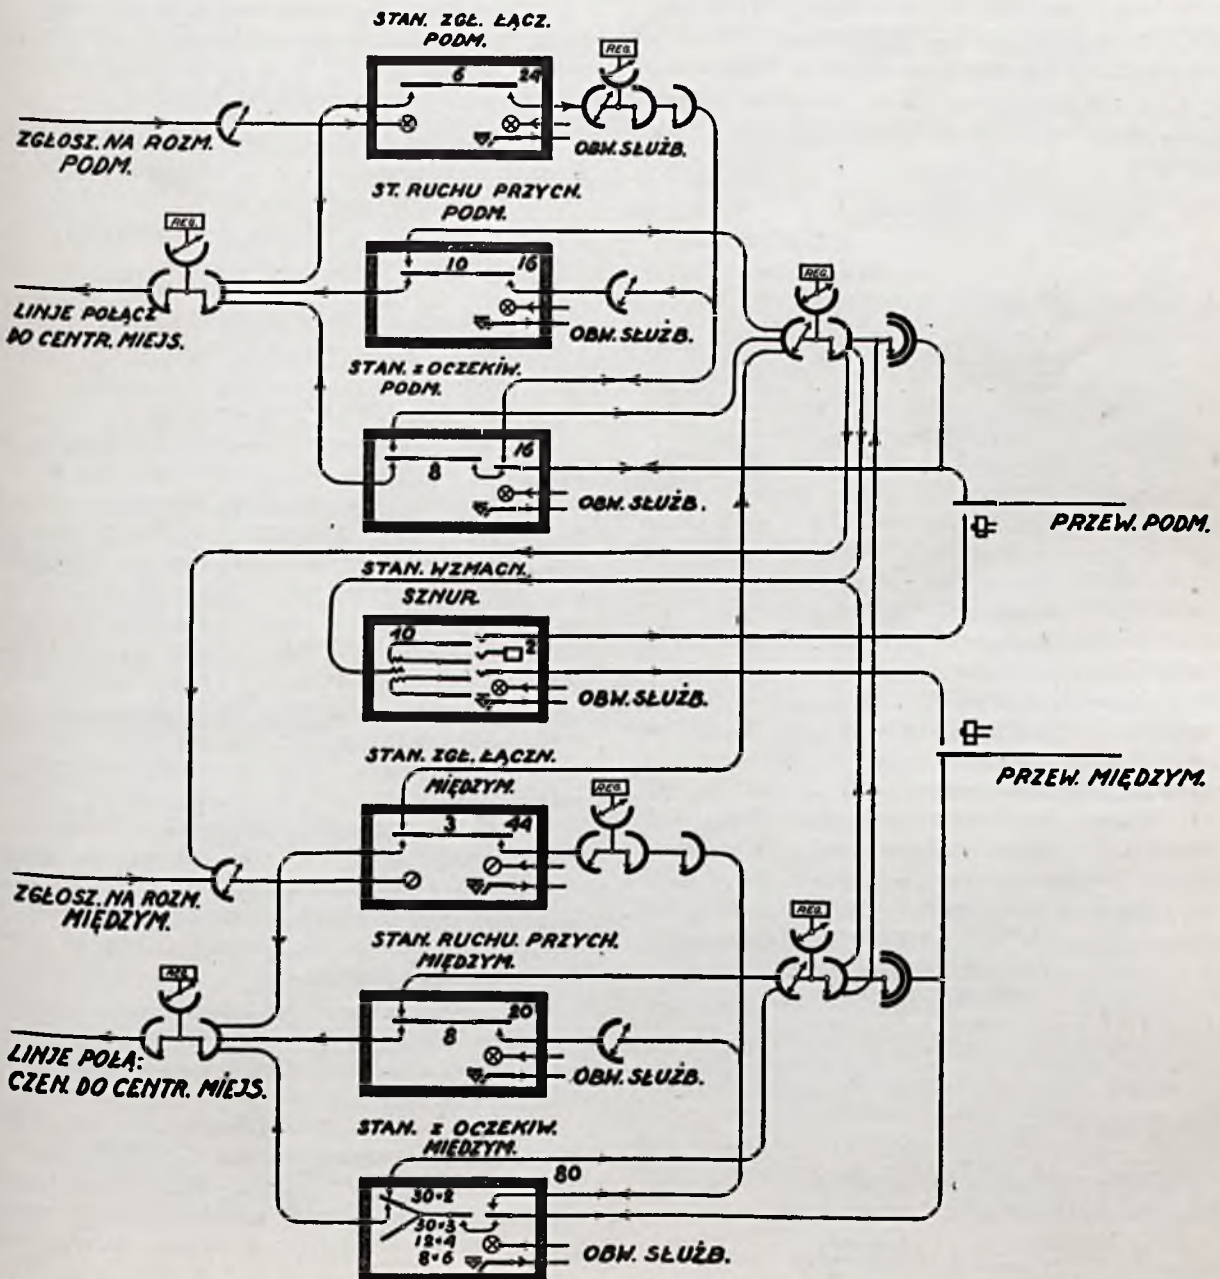 STAN. ZGŁ. ŁĄCZ.
PODM.
REG.
6 24
ZGŁOSZ. NA ROZM.
PODM.
OBW. SŁUŻB.
ST. RUCHU PRZYCH.
PODM.
REG.
10 16
REG.
LINJE POŁĄCZ
DO CENTR. MIEJS.
OBW. SŁUŻB.
STAN. z OCZEKIW.
PODM.
16
8
OBW. SŁUŻB.
PRZEW. PODM.
STAN. WZMACN.
SZNUR.
10
2
OBW. SŁUŻB.
STAN. ZGŁ. ŁĄCZN.
MIĘDZYM.
PRZEW. MIĘDZYM.
REG.
3 44
ZGŁOSZ. NA ROZM.
MIĘDZYM.
REG.
STAN. RUCHU. PRZYCH.
MIĘDZYM.
REG.
20
8
LINJE POŁĄ:
CZEN. DO CENTR. MIEJS.
OBW. SŁUŻB.
STAN. z OCZEKIW.
MIĘDZYM.
80
30•2
30•3
12•4
8•6
OBW. SŁUŻB.